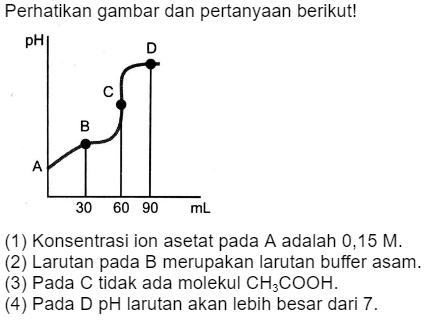 Perhatikan gambar dan pertanyaan berikut!
pH
D
C
B
A
30 60 90 mL
(1) Konsentrasi ion asetat pada A adalah 0,15 M.
(2) Larutan pada B merupakan larutan buffer asam.
(3) Pada C tidak ada molekul CH₃COOH.
(4) Pada D pH larutan akan lebih besar dari 7.